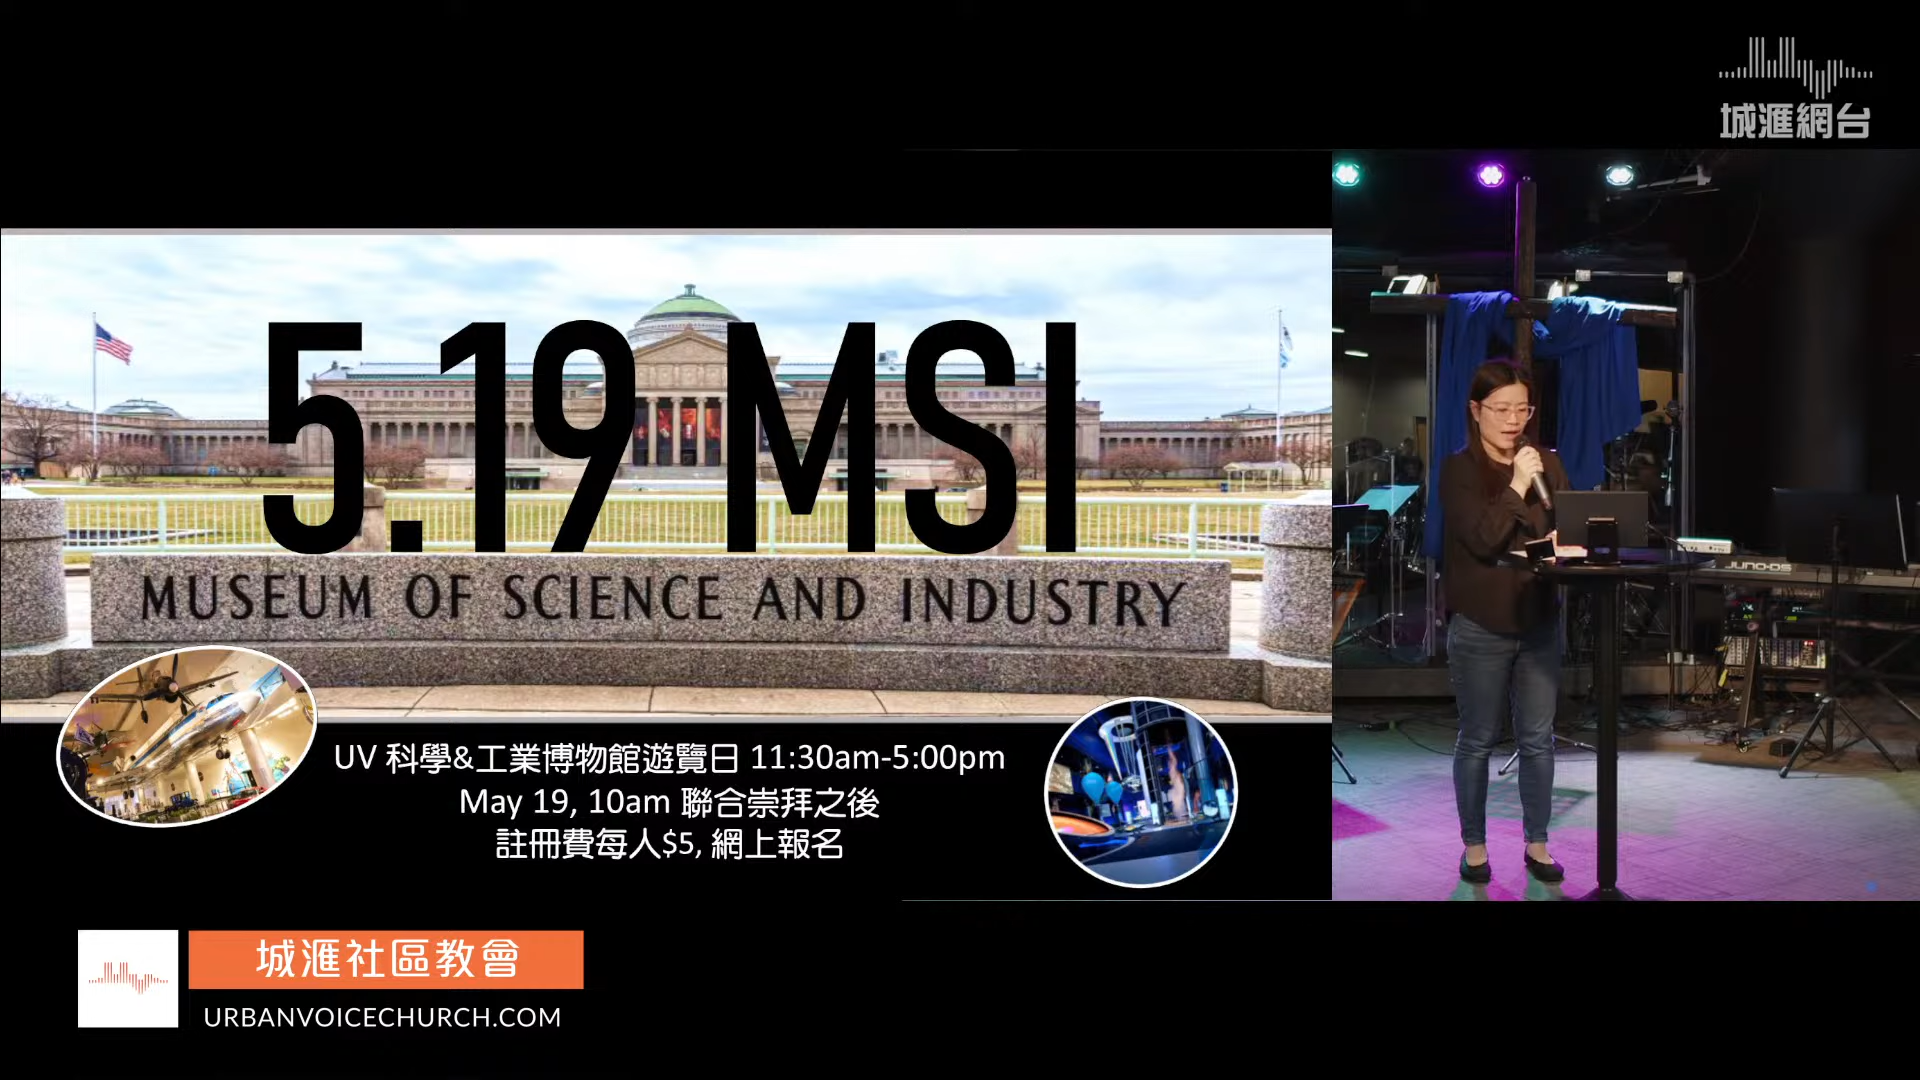 城滙網台
5.19 MSI
MUSEUM OF SCIENCE AND INDUSTRY
UV 科學&工業博物館遊覽日 11:30am-5:00pm
May 19, 10am 聯合崇拜之後
註冊費每人$5, 網上報名
JUNO-DS
城滙社區教會
URBANVOICECHURCH.COM